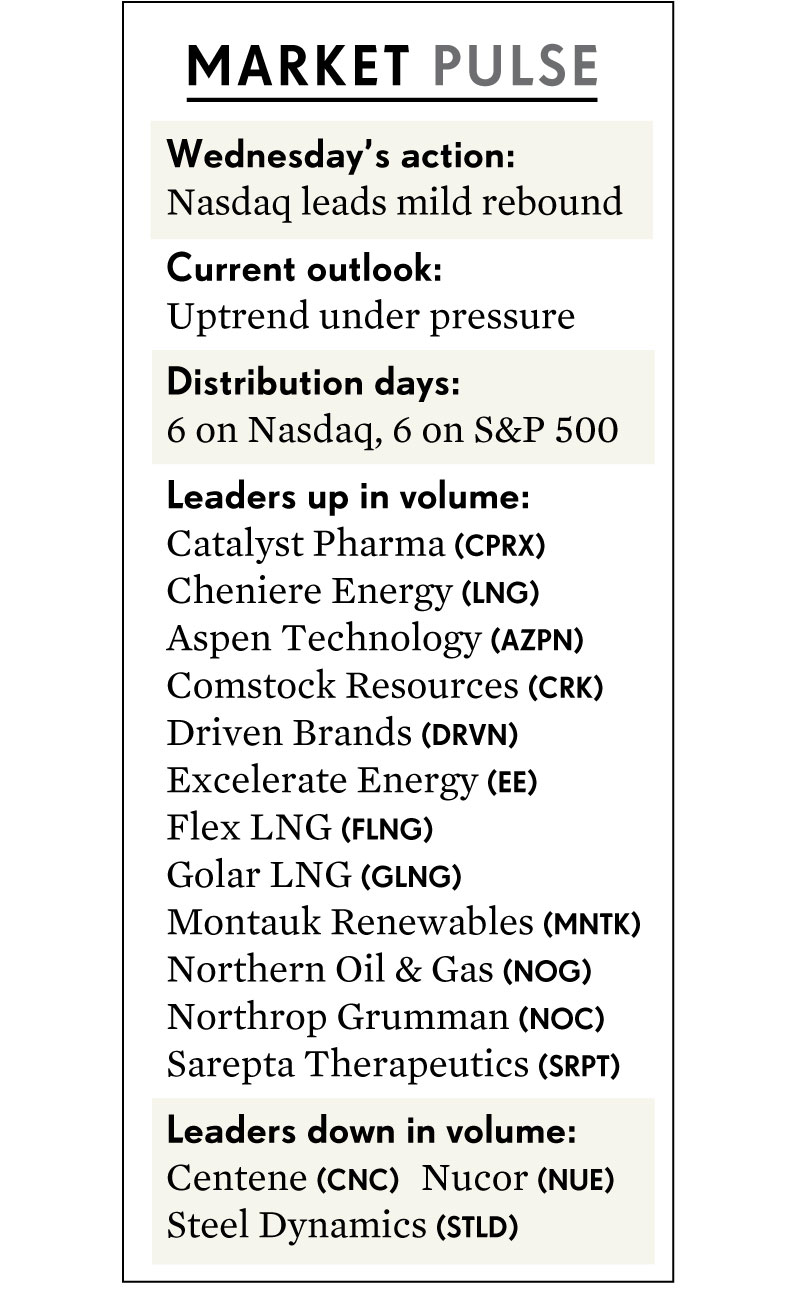 MARKET PULSE
Wednesday’s action:
Nasdaq leads mild rebound
Current outlook:
Uptrend under pressure
Distribution days:
6 on Nasdaq, 6 on S&P 500
Leaders up in volume:
Catalyst Pharma (CPRX)
Cheniere Energy (LNG)
Aspen Technology (AZPN)
Comstock Resources (CRK)
Driven Brands (DRVN)
Excelerate Energy (EE)
Flex LNG (FLNG)
Golar LNG (GLNG)
Montauk Renewables (MNTK)
Northern Oil & Gas (NOG)
Northrop Grumman (NOC)
Sarepta Therapeutics (SRPT)
Leaders down in volume:
Centene (CNC) Nucor (NUE)
Steel Dynamics (STLD)